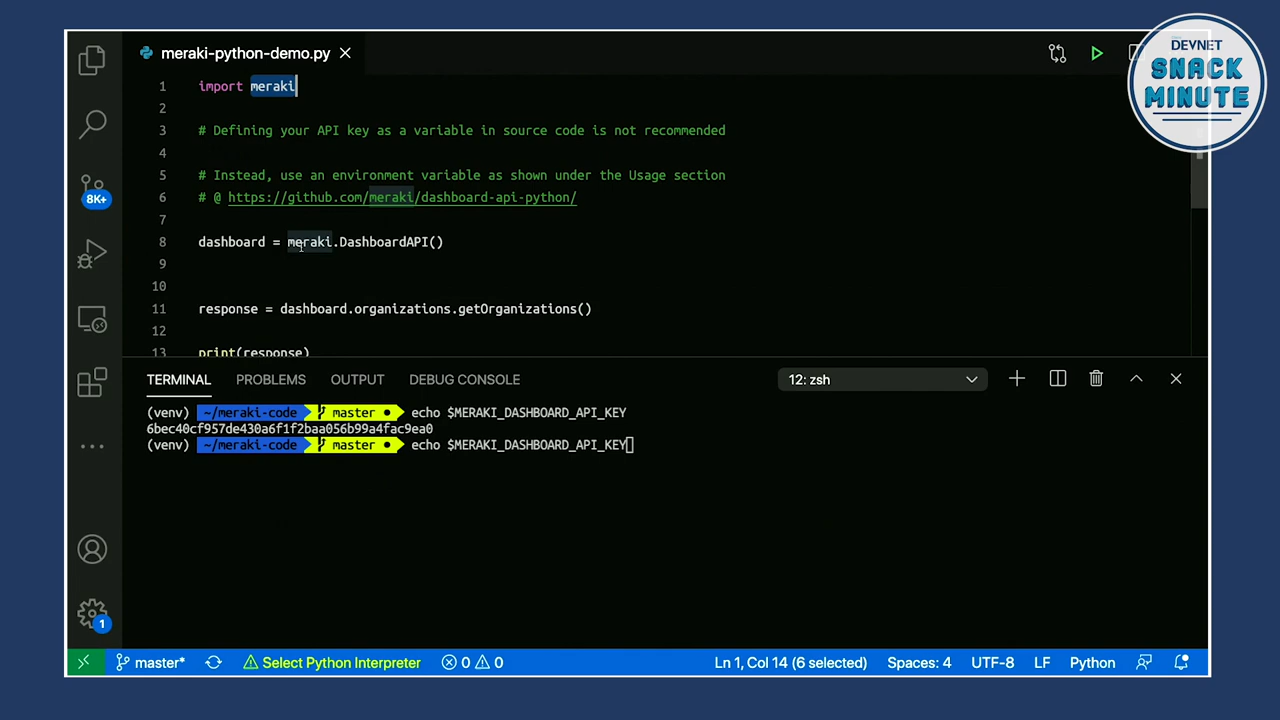 meraki-python-demo.py
DEVNET
SNACK
MINUTE
1 import meraki
2
3 # Defining your API key as a variable in source code is not recommended
4
5 # Instead, use an environment variable as shown under the Usage section
6 # @ https://github.com/meraki/dashboard-api-python/
7
8 dashboard = meraki.DashboardAPI()
9
10
11 response = dashboard.organizations.getOrganizations()
12
13 print(response)
8K+
TERMINAL PROBLEMS OUTPUT DEBUG CONSOLE 12: zsh
(venv) ~/meraki-code master ● echo $MERAKI_DASHBOARD_API_KEY
6bec40cf957de430a6f1f2baa056b99a4fac9ea0
(venv) ~/meraki-code master ● echo $MERAKI_DASHBOARD_API_KEY
1
master* Select Python Interpreter 0 0 Ln 1, Col 14 (6 selected) Spaces: 4 UTF-8 LF Python